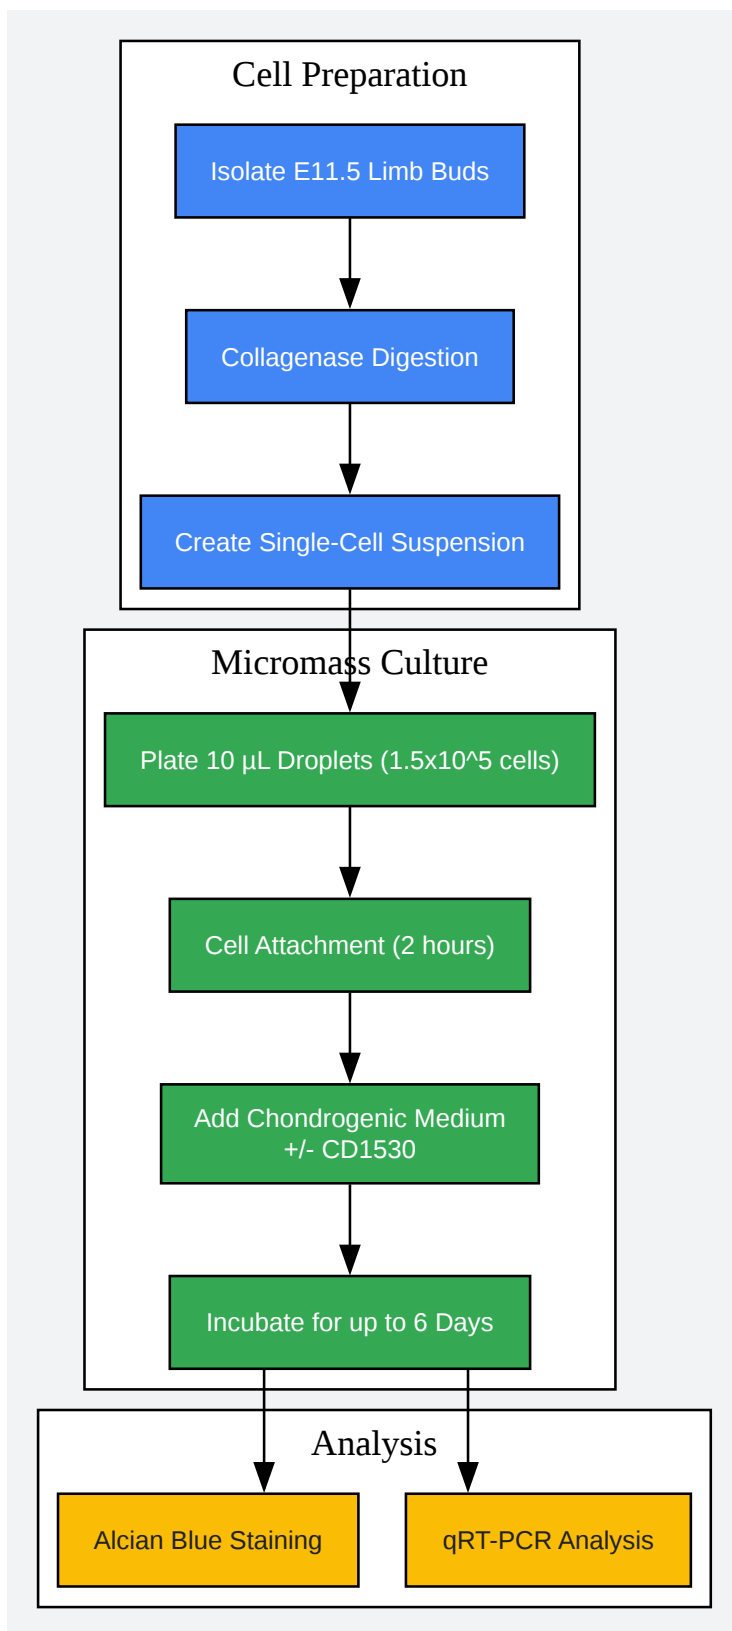 Cell Preparation
Isolate E11.5 Limb Buds
Collagenase Digestion
Create Single-Cell Suspension
Micromass Culture
Plate 10 µL Droplets (1.5x10^5 cells)
Cell Attachment (2 hours)
Add Chondrogenic Medium
+/- CD1530
Incubate for up to 6 Days
Analysis
Alcian Blue Staining
qRT-PCR Analysis